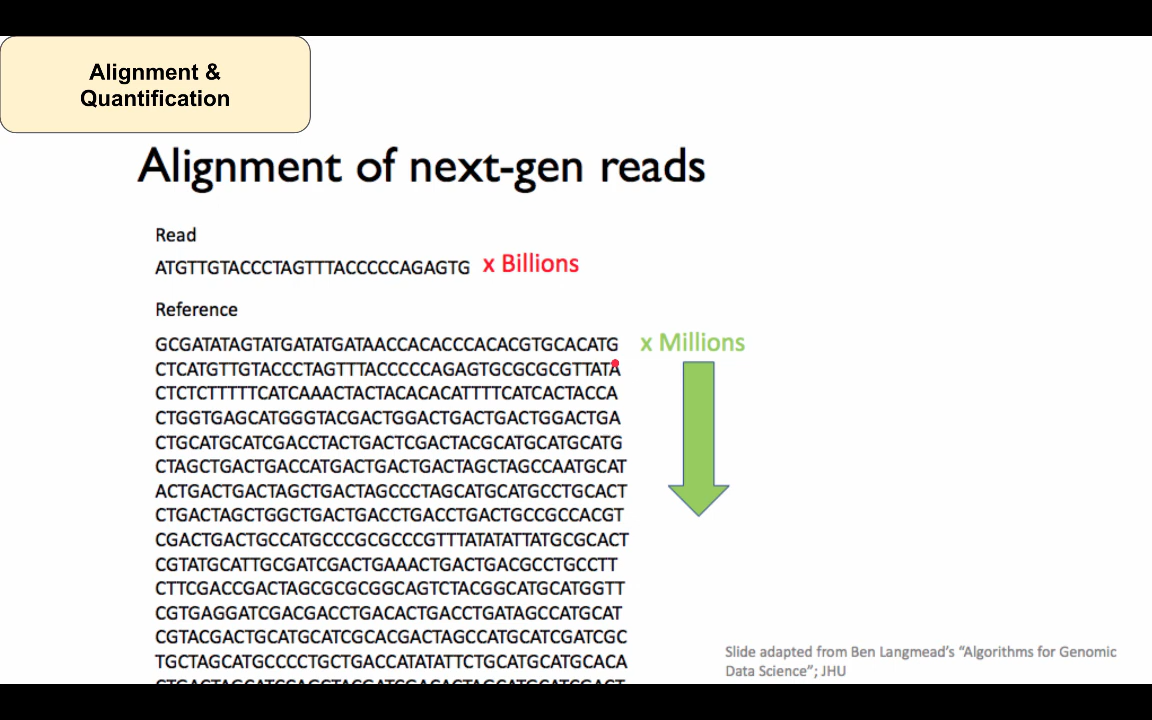 Alignment &
Quantification
Alignment of next-gen reads
Read
ATGTTGTACCCTAGTTTACCCCCAGAGTG x Billions
Reference
GCGATATAGTATGATATGATAACCACACCCACACGTGCACATG x Millions
CTCATGTTGTACCCTAGTTTACCCCCAGAGTGCGCGCGTTATA
CTCTCTTTTTCATCAAACTACTACACACATTTTCATCACTACCA
CTGGTGAGCATGGGTACGACTGGACTGACTGACTGGACTGA
CTGCATGCATCGACCTACTGACTCGACTACGCATGCATGCATG
CTAGCTGACTGACCATGACTGACTGACTAGCTAGCCAATGCAT
ACTGACTGACTAGCTGACTAGCCCTAGCATGCATGCCTGCACT
CTGACTAGCTGGCTGACTGACCTGACCTGACTGCCGCCACGT
CGACTGACTGCCATGCCCGCGCCCGTTTATATATTATGCGCACT
CGTATGCATTGCGATCGACTGAAACTGACTGACGCCTGCCTT
CTTCGACCGACTAGCGCGCGGCAGTCTACGGCATGCATGGTT
CGTGAGGATCGACGACCTGACACTGACCTGATAGCCATGCAT
CGTACGACTGCATGCATCGCACGACTAGCCATGCATCGATCGC
TGCTAGCATGCCCCTGCTGACCATATATTCTGCATGCATGCACA
Slide adapted from Ben Langmead's "Algorithms for Genomic
Data Science"; JHU